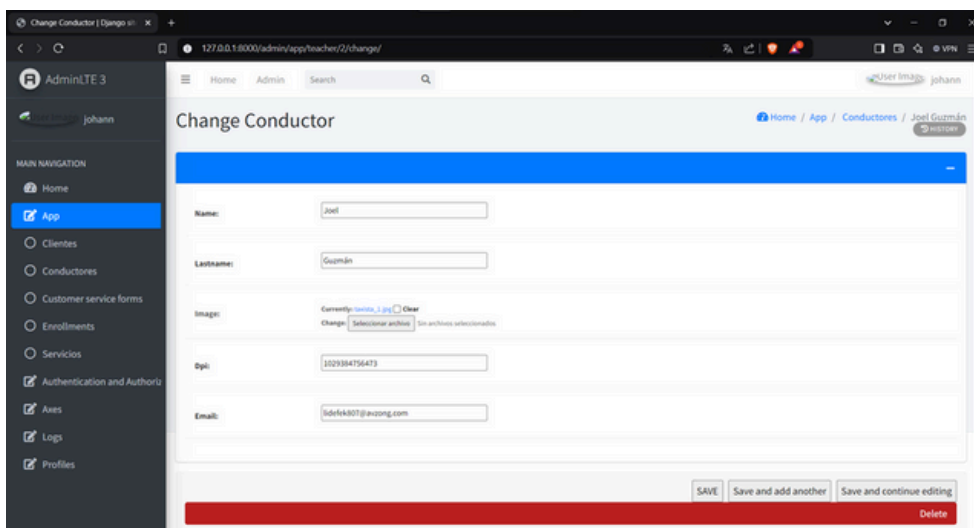 Change Conductor | Django si
127.0.0.1:8000/admin/app/teacher/2/change/
VPN
AdminLTE 3
Home Admin Search
User Image johann
johann
Change Conductor
Home / App / Conductores / Joel Guzmán
HISTORY
MAIN NAVIGATION
Home
App
Clientes
Conductores
Customer service forms
Enrollments
Servicios
Authentication and Authoriz
Axes
Logs
Profiles
Name: Joel
Lastname: Guzmán
Image: Currently: Clear
Change: Seleccionar archivo Sin archivos seleccionados
Dpi: 1029384756473
Email: lidefek807@avzong.com
SAVE Save and add another Save and continue editing
Delete